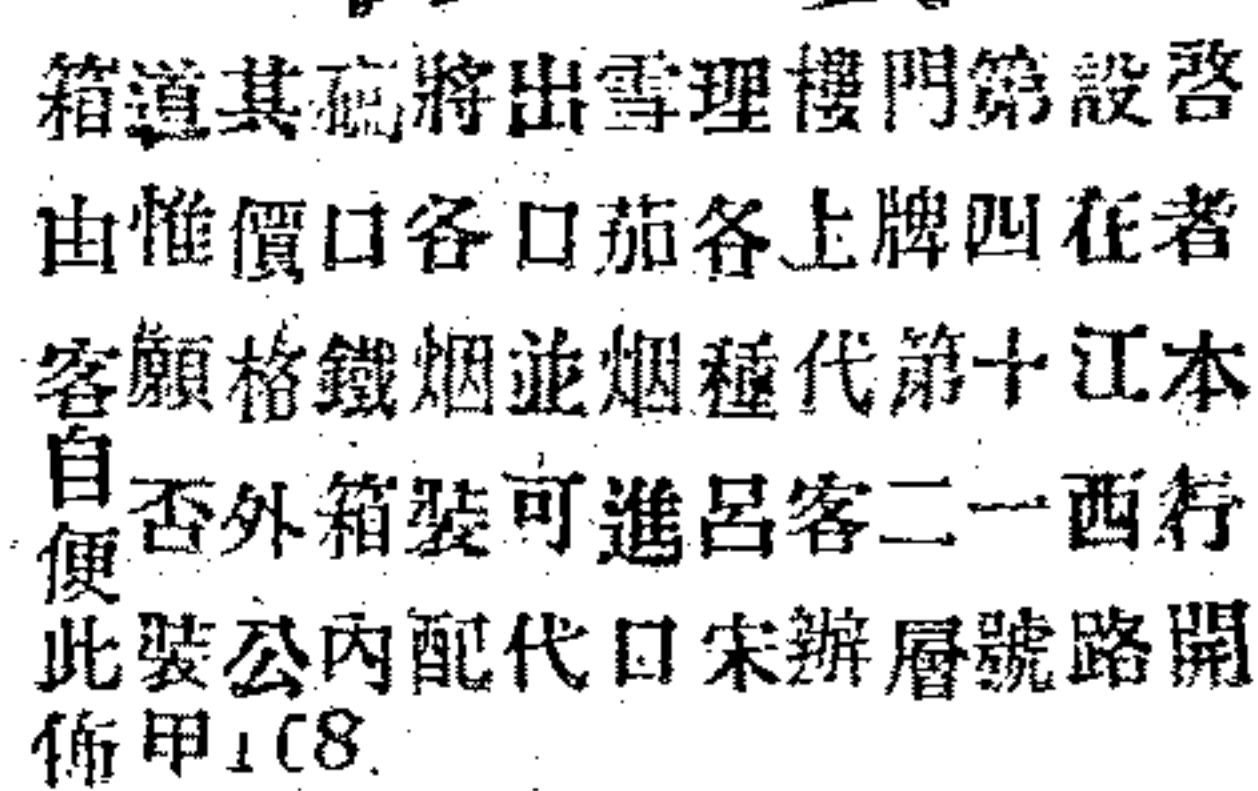 啓者本行開
設在江西路
第四十一號
門牌第二層
樓上代客辦
理各種呂宋
雪茄烟進口
出口並可代
將各烟裝配
口鐵箱內
其價格外公
道惟願否裝
箱由客自便此佈
甲108